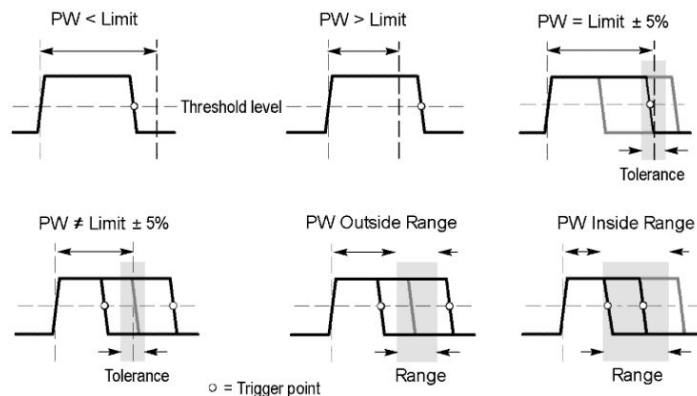 PW < Limit
PW > Limit
PW = Limit ± 5%
Threshold level
Tolerance
PW ≠ Limit ± 5%
PW Outside Range
PW Inside Range
Tolerance
Range
Range
= Trigger point